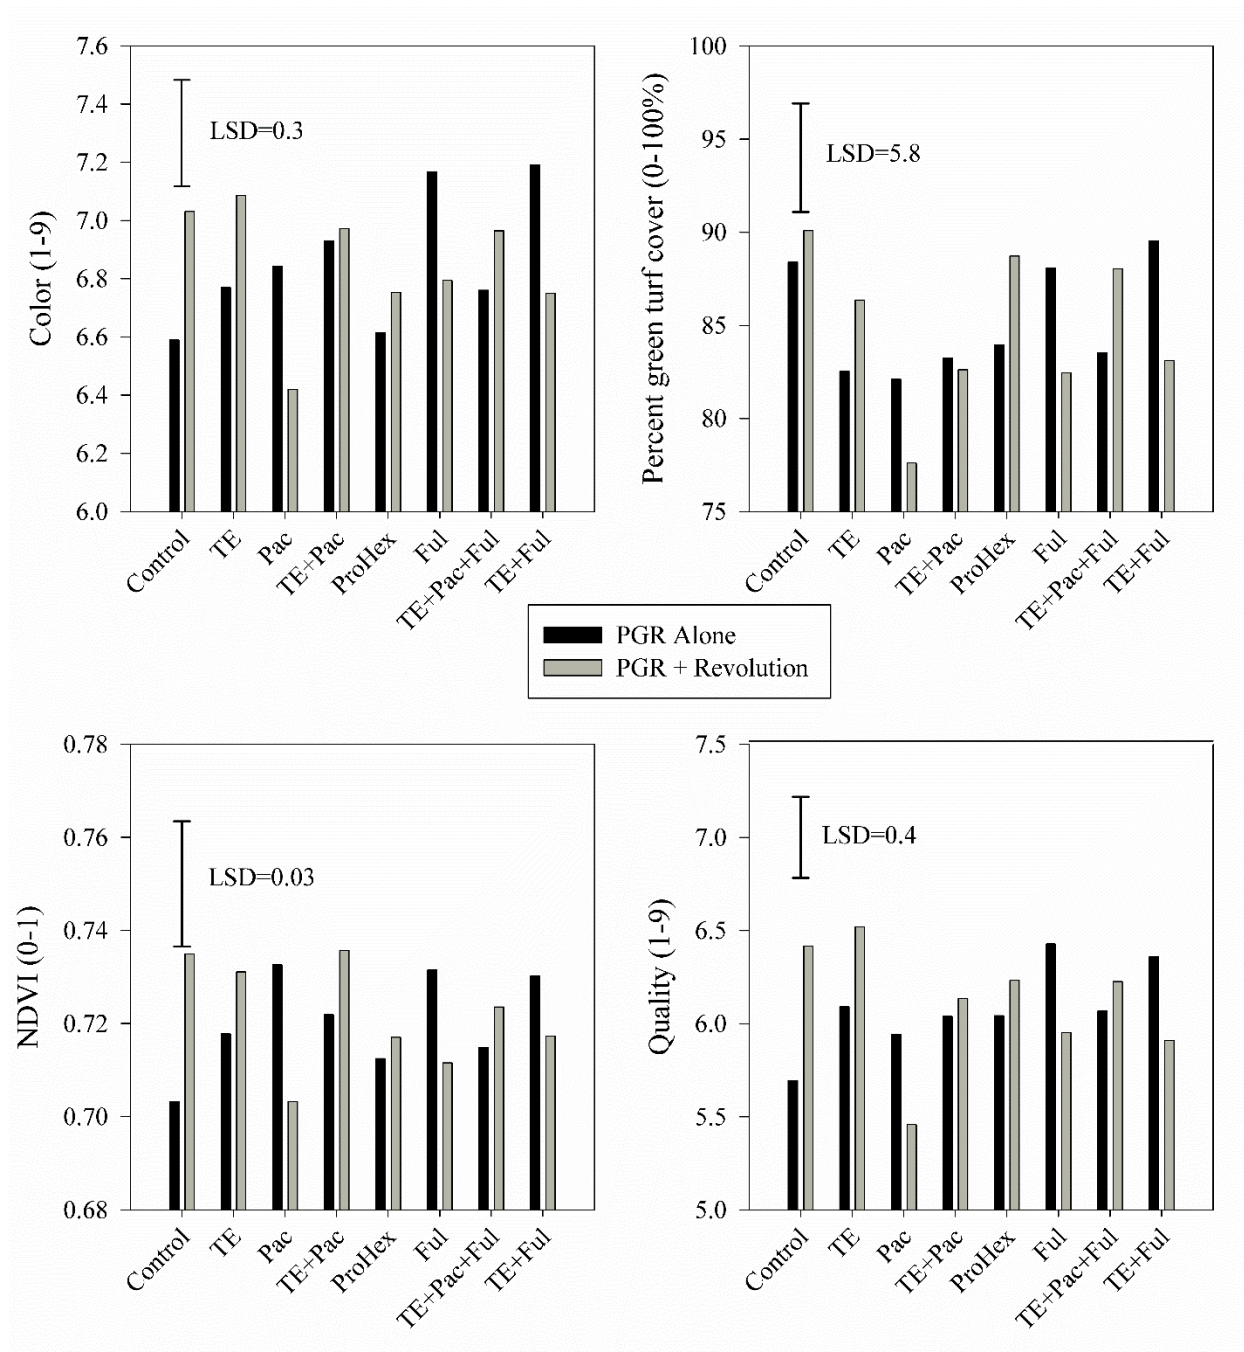 Color (1-9)
7.6
7.4
7.2
7.0
6.8
6.6
6.4
6.2
6.0
LSD=0.3
Control
TE
Pac
TE+Pac
ProHex
Ful
TE+Pac+Ful
TE+Ful
Percent green turf cover (0-100%)
100
95
90
85
80
75
LSD=5.8
Control
TE
Pac
TE+Pac
ProHex
Ful
TE+Pac+Ful
TE+Ful
PGR Alone
PGR + Revolution
NDVI (0-1)
0.78
0.76
0.74
0.72
0.70
0.68
LSD=0.03
Control
TE
Pac
TE+Pac
ProHex
Ful
TE+Pac+Ful
TE+Ful
Quality (1-9)
7.5
7.0
6.5
6.0
5.5
5.0
LSD=0.4
Control
TE
Pac
TE+Pac
ProHex
Ful
TE+Pac+Ful
TE+Ful